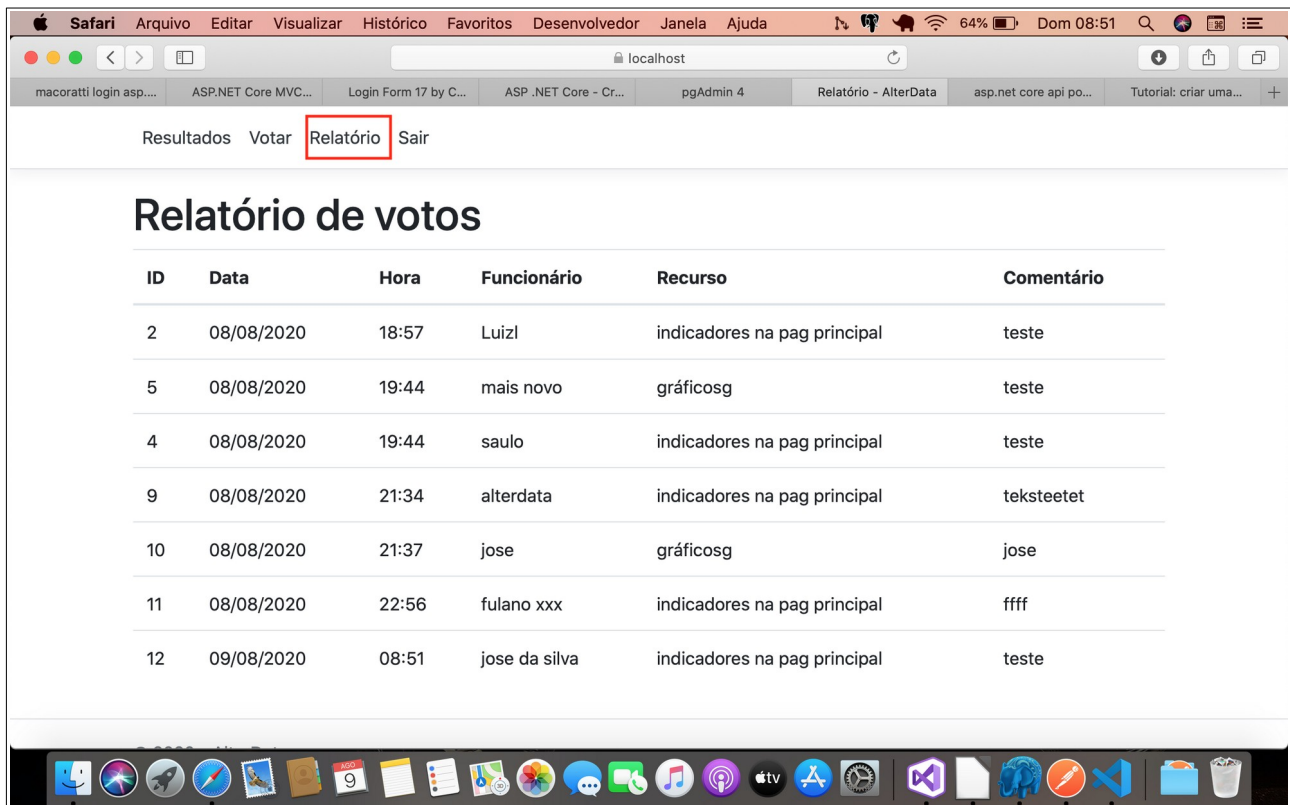 Safari Arquivo Editar Visualizar Histórico Favoritos Desenvolvedor Janela Ajuda 64% Dom 08:51
localhost
macoratti login asp.... ASP.NET Core MVC... Login Form 17 by C... ASP .NET Core - Cr... pgAdmin 4 Relatório - AlterData asp.net core api po... Tutorial: criar uma...
Resultados Votar Relatório Sair
Relatório de votos
ID Data Hora Funcionário Recurso Comentário
2 08/08/2020 18:57 Luizl indicadores na pag principal teste
5 08/08/2020 19:44 mais novo gráficosg teste
4 08/08/2020 19:44 saulo indicadores na pag principal teste
9 08/08/2020 21:34 alterdata indicadores na pag principal teksteetet
10 08/08/2020 21:37 jose gráficosg jose
11 08/08/2020 22:56 fulano xxx indicadores na pag principal ffff
12 09/08/2020 08:51 jose da silva indicadores na pag principal teste
AGO
9
tv